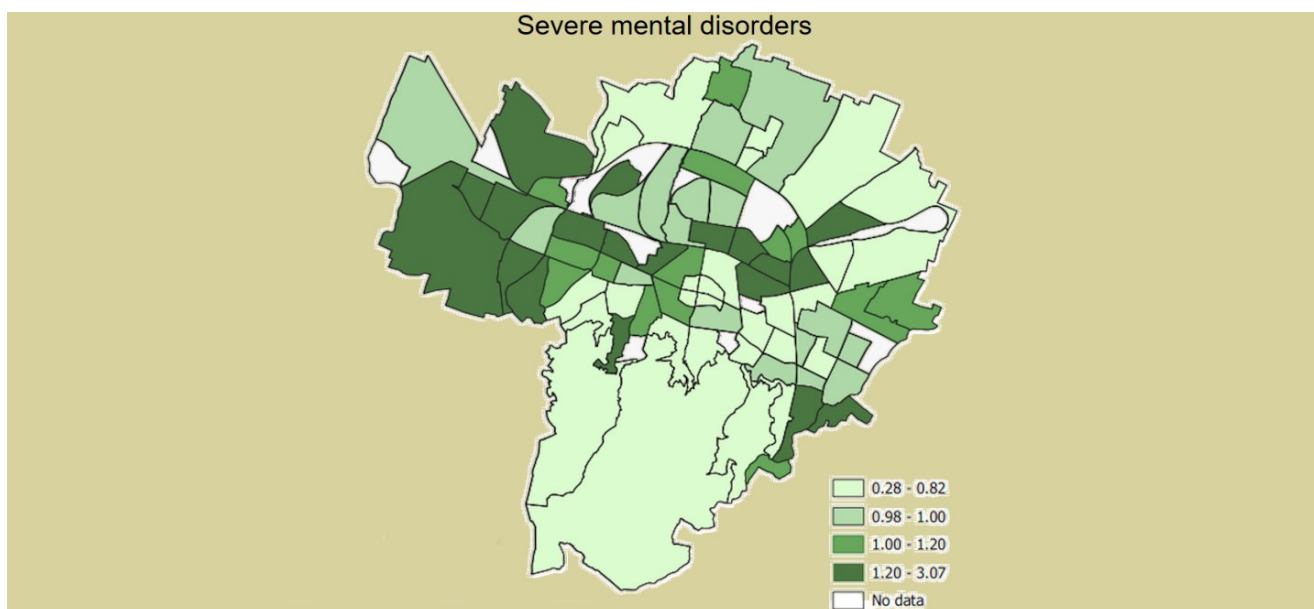 Severe mental disorders
0.28 - 0.82
0.98 - 1.00
1.00 - 1.20
1.20 - 3.07
No data